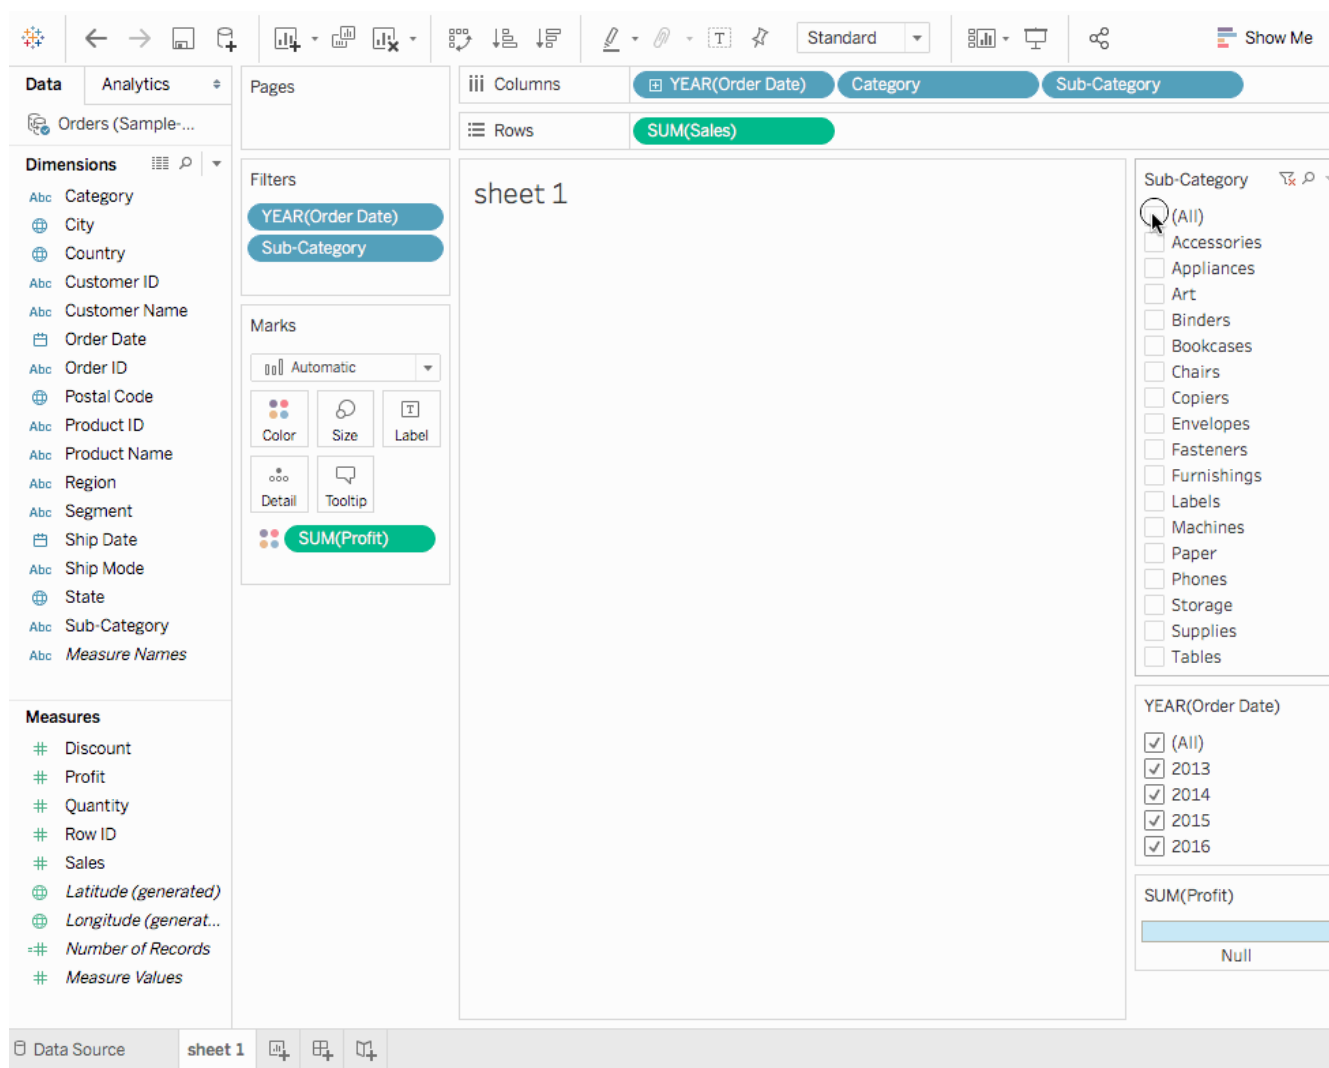 Standard
Show Me
Data
Analytics
Orders (Sample-...
Dimensions
Abc Category
City
Country
Abc Customer ID
Abc Customer Name
Order Date
Abc Order ID
Postal Code
Abc Product ID
Abc Product Name
Abc Region
Abc Segment
Ship Date
Abc Ship Mode
State
Abc Sub-Category
Abc Measure Names
Measures
# Discount
# Profit
# Quantity
# Row ID
# Sales
Latitude (generated)
Longitude (generat...
=# Number of Records
# Measure Values
Pages
Filters
YEAR(Order Date)
Sub-Category
Marks
Automatic
Color
Size
T
Label
Detail
Tooltip
SUM(Profit)
iii Columns
YEAR(Order Date)
Category
Sub-Category
Rows
SUM(Sales)
sheet 1
Sub-Category
(All)
Accessories
Appliances
Art
Binders
Bookcases
Chairs
Copiers
Envelopes
Fasteners
Furnishings
Labels
Machines
Paper
Phones
Storage
Supplies
Tables
YEAR(Order Date)
(All)
2013
2014
2015
2016
SUM(Profit)
Null
Data Source
sheet 1